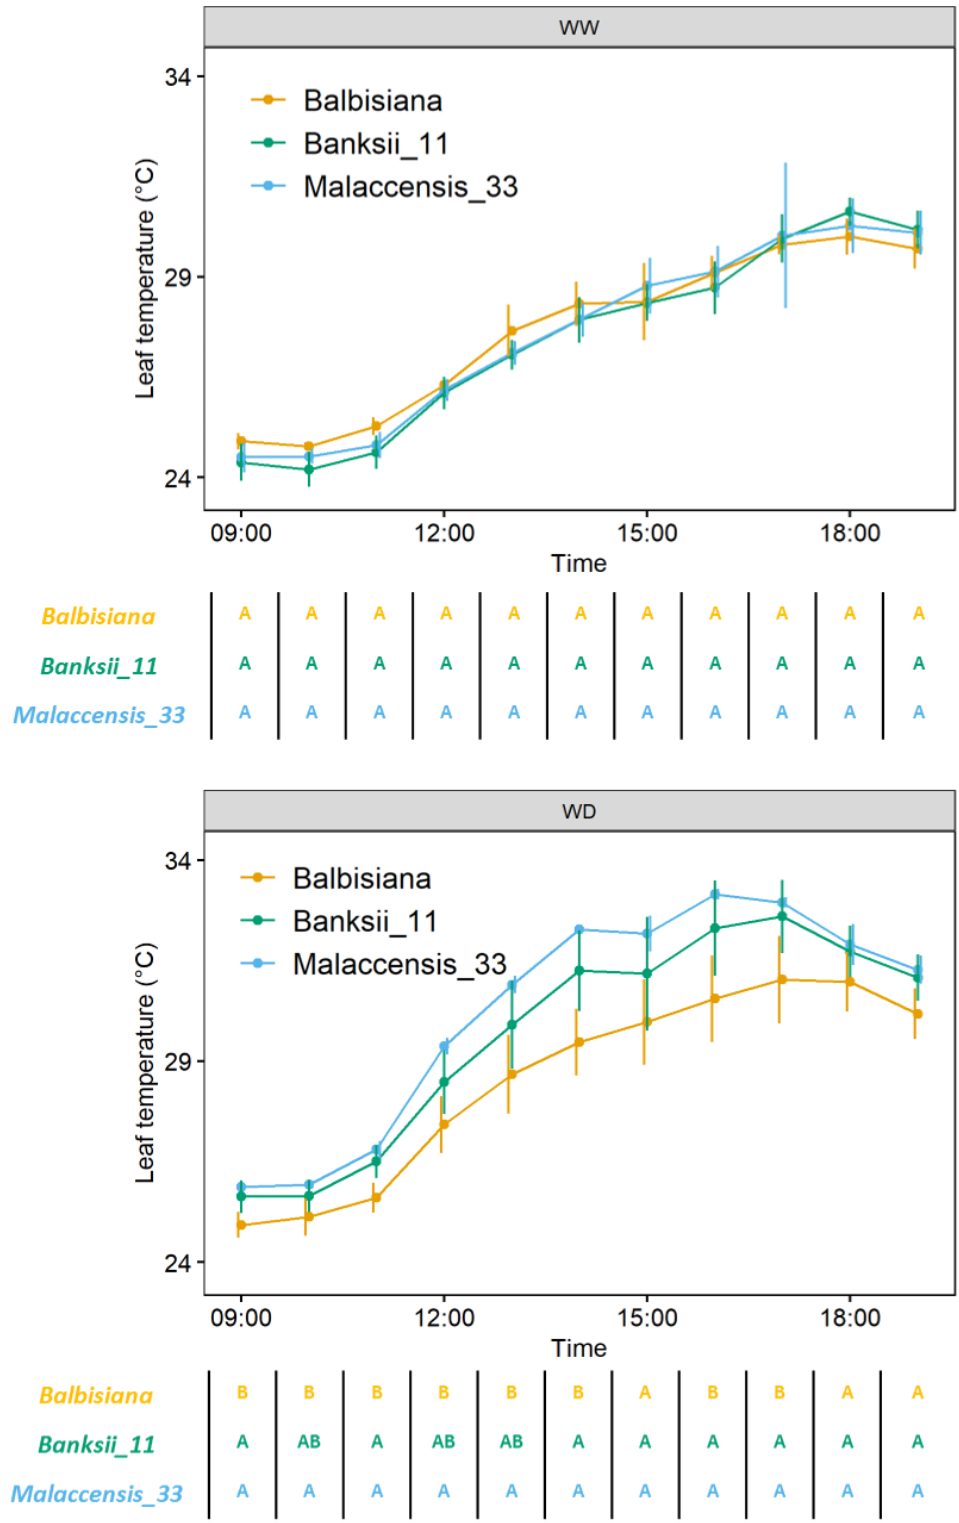 WW
34
29
24
Leaf temperature (°C)
Balbisiana
Banksii_11
Malaccensis_33
09:00 12:00 15:00 18:00
Time
Balbisiana A A A A A A A A A A A
Banksii_11 A A A A A A A A A A A
Malaccensis_33 A A A A A A A A A A A
WD
34
29
24
Leaf temperature (°C)
Balbisiana
Banksii_11
Malaccensis_33
09:00 12:00 15:00 18:00
Time
Balbisiana B B B B B B A B B A A
Banksii_11 A AB A AB AB A A A A A A
Malaccensis_33 A A A A A A A A A A A